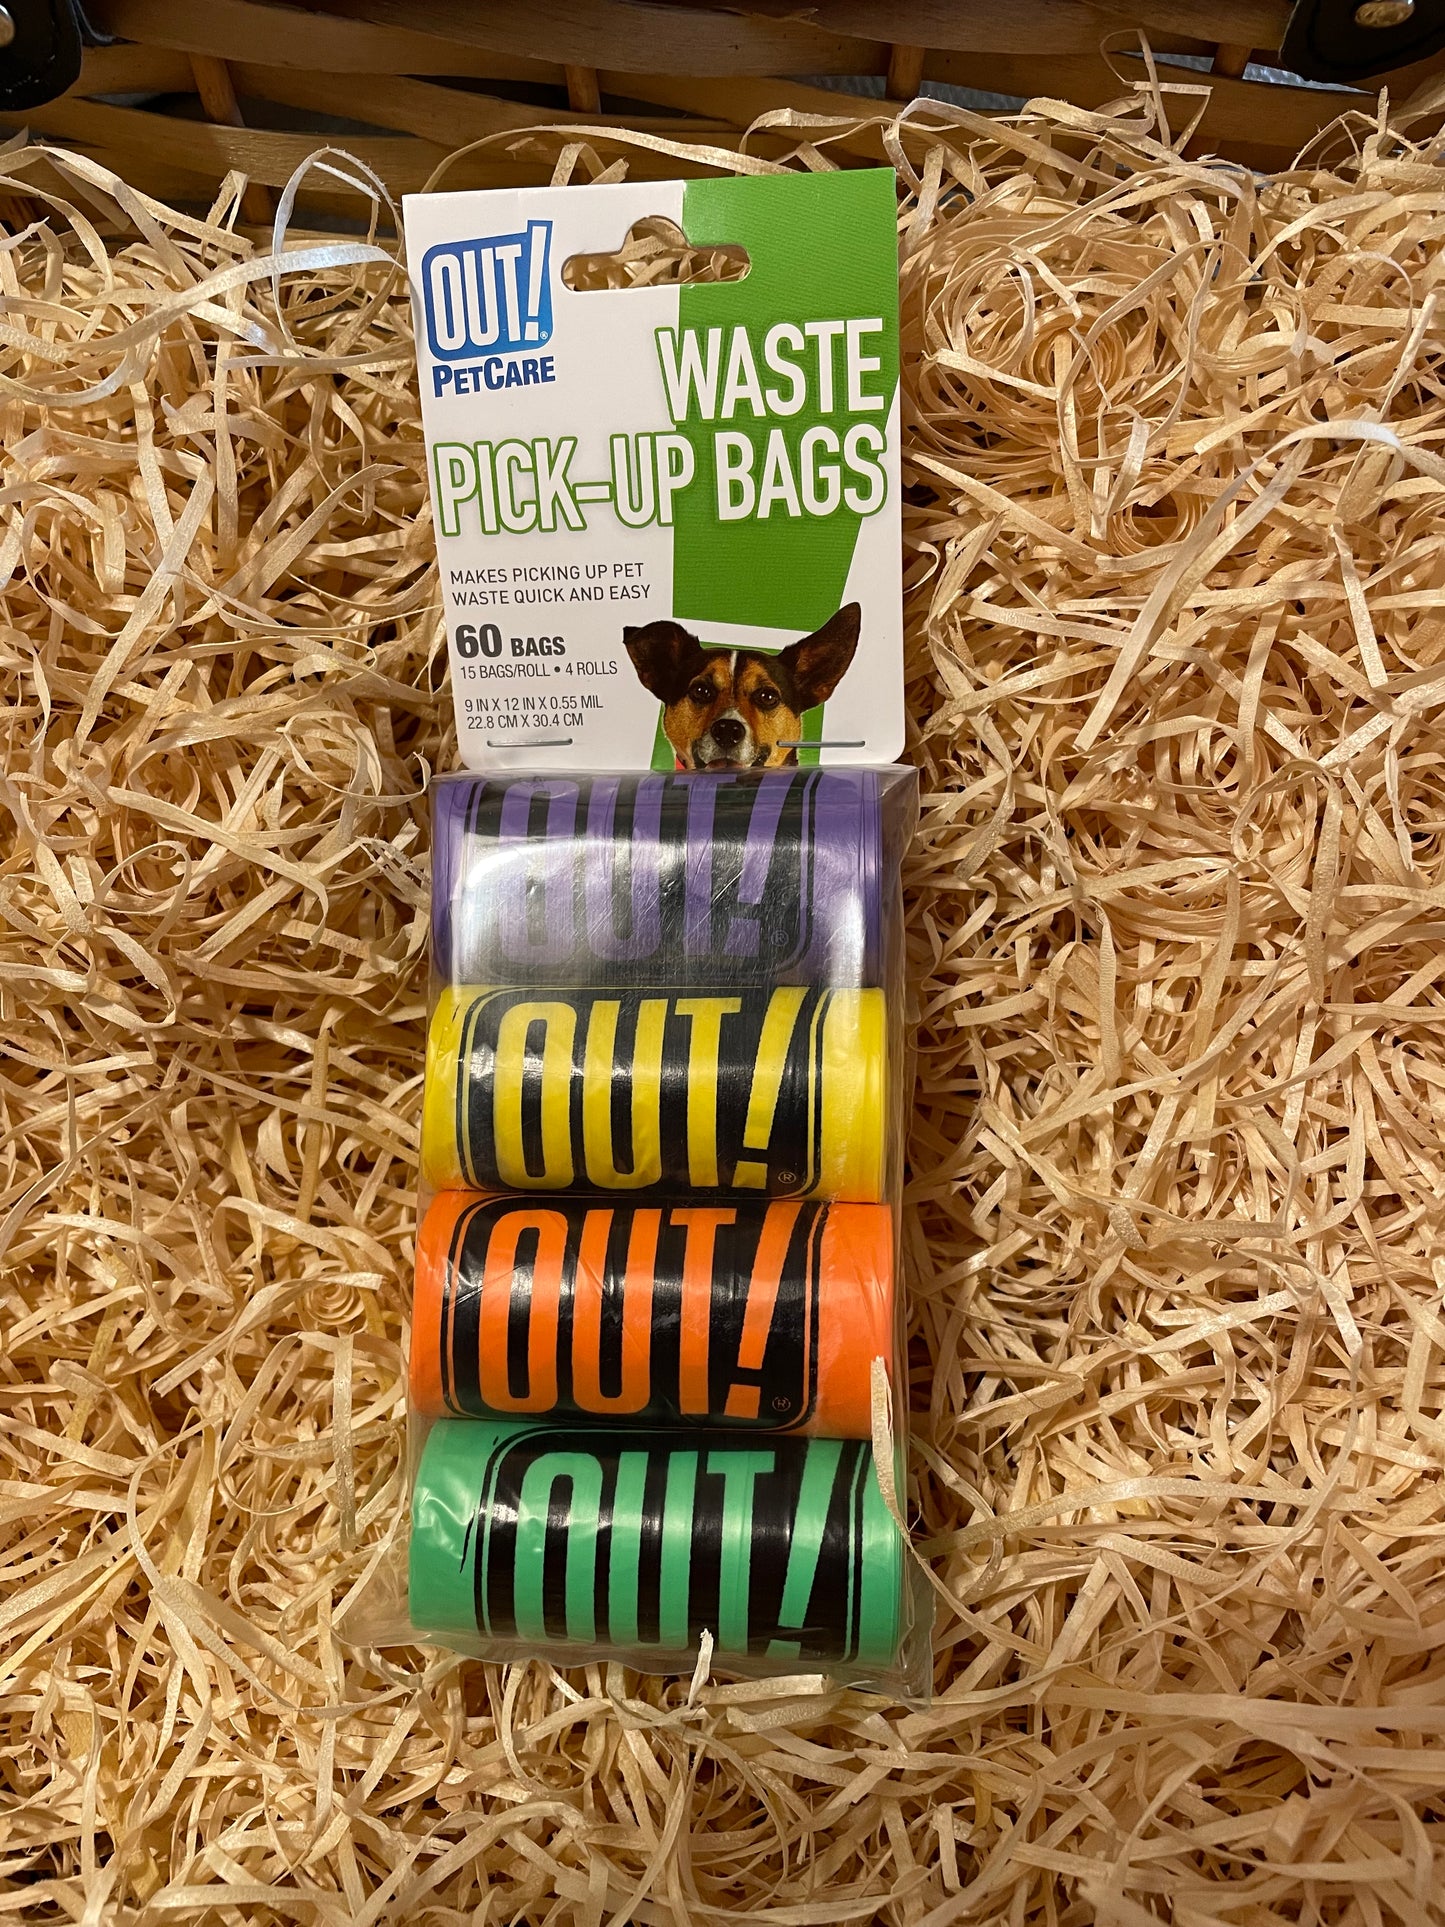 OUT!®
PETCARE
WASTE
PICK-UP BAGS
MAKES PICKING UP PET
WASTE QUICK AND EASY
60 BAGS
15 BAGS/ROLL • 4 ROLLS
9 IN X 12 IN X 0.55 MIL
22.8 CM X 30.4 CM
OUT!®
OUT!®
OUT!®
OUT!